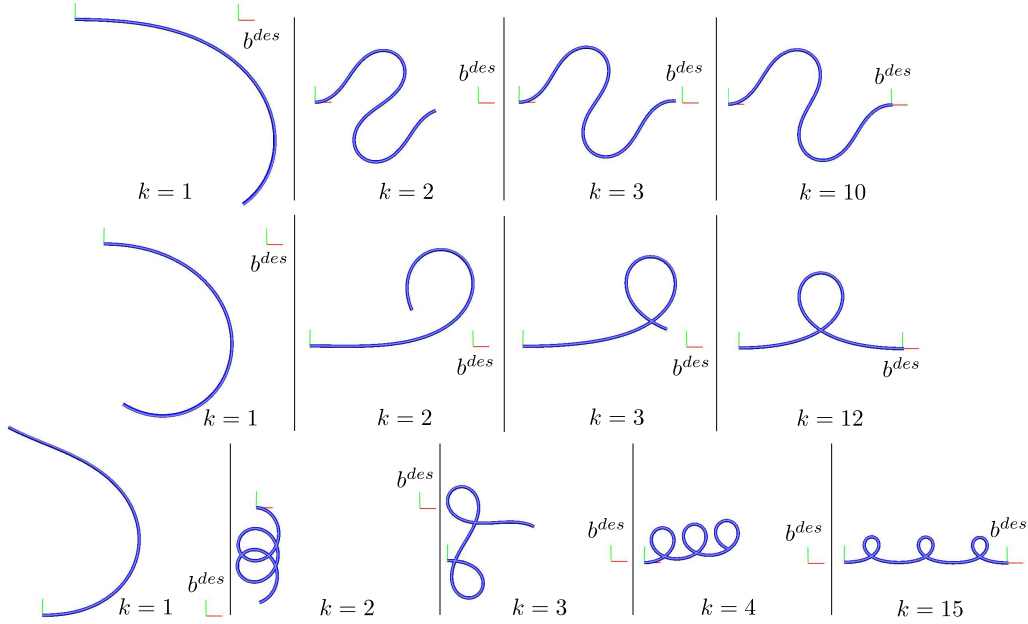 b^{des}
k = 1
b^{des}
k = 2
b^{des}
k = 3
b^{des}
k = 10
b^{des}
k = 1
b^{des}
k = 2
b^{des}
k = 3
b^{des}
k = 12
b^{des}
k = 1
b^{des}
k = 2
b^{des}
k = 3
b^{des}
k = 4
b^{des}
k = 15